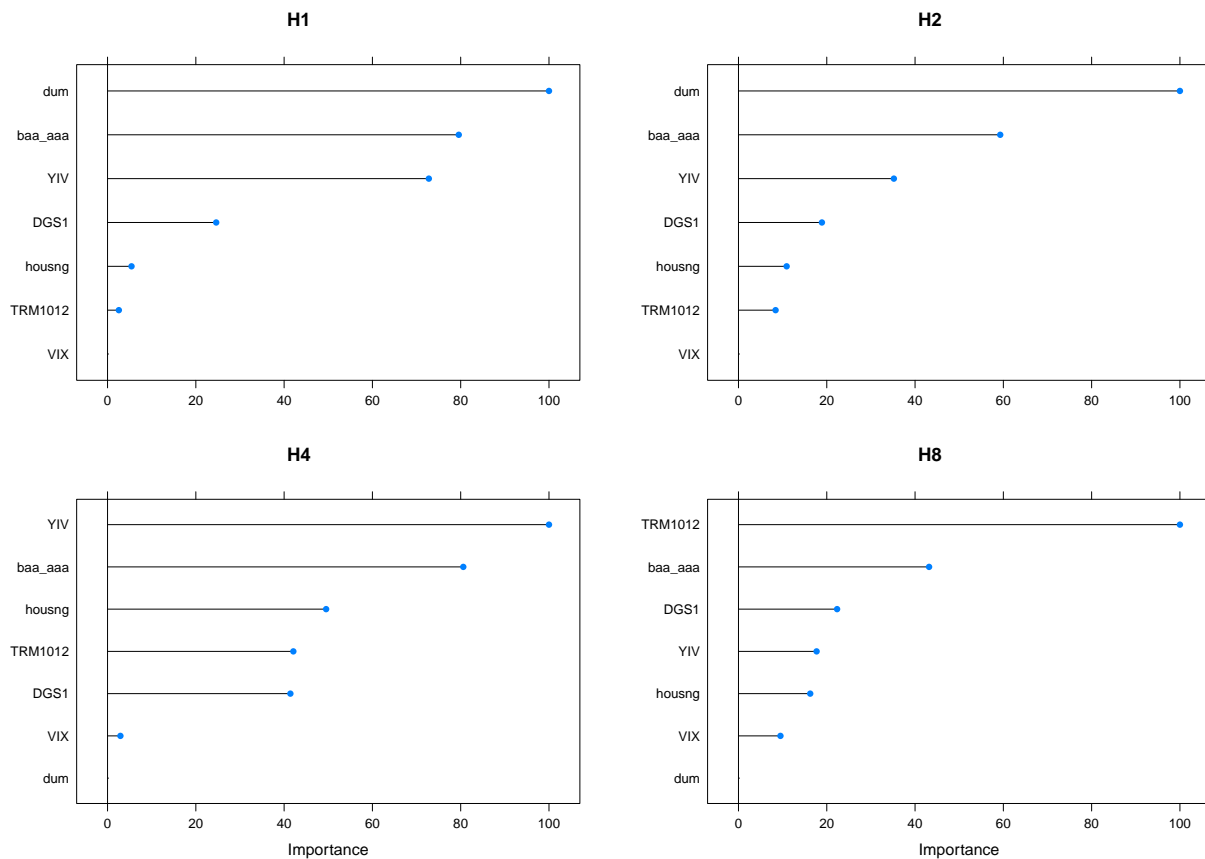 H1
dum
baa_aaa
YIV
DGS1
housng
TRM1012
VIX
0 20 40 60 80 100
H2
dum
baa_aaa
YIV
DGS1
housng
TRM1012
VIX
0 20 40 60 80 100
H4
YIV
baa_aaa
housng
TRM1012
DGS1
VIX
dum
0 20 40 60 80 100
Importance
H8
TRM1012
baa_aaa
DGS1
YIV
housng
VIX
dum
0 20 40 60 80 100
Importance